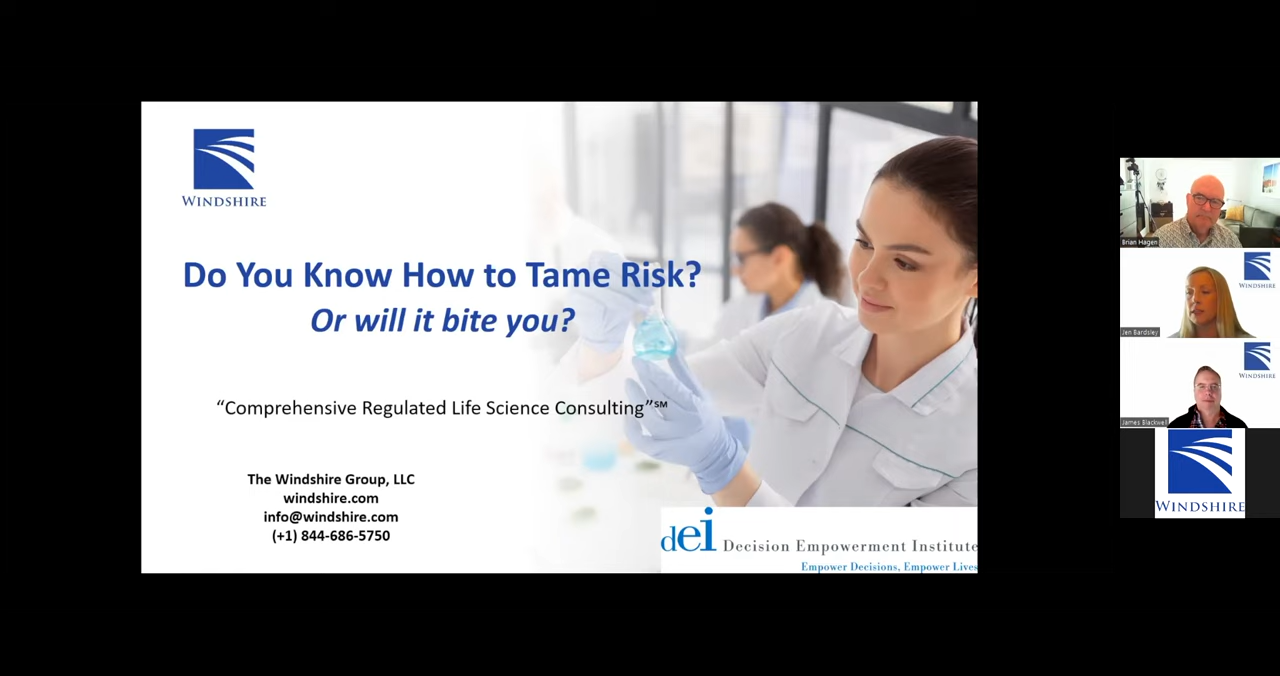 WINDSHIRE
Do You Know How to Tame Risk?
Or will it bite you?
“Comprehensive Regulated Life Science Consulting”℠
The Windshire Group, LLC
windshire.com
info@windshire.com
(+1) 844-686-5750
dei Decision Empowerment Institute
Empower Decisions, Empower Lives
Brian Hagen
WINDSHIRE
Jen Bardsley
WINDSHIRE
James Blackwell
WINDSHIRE